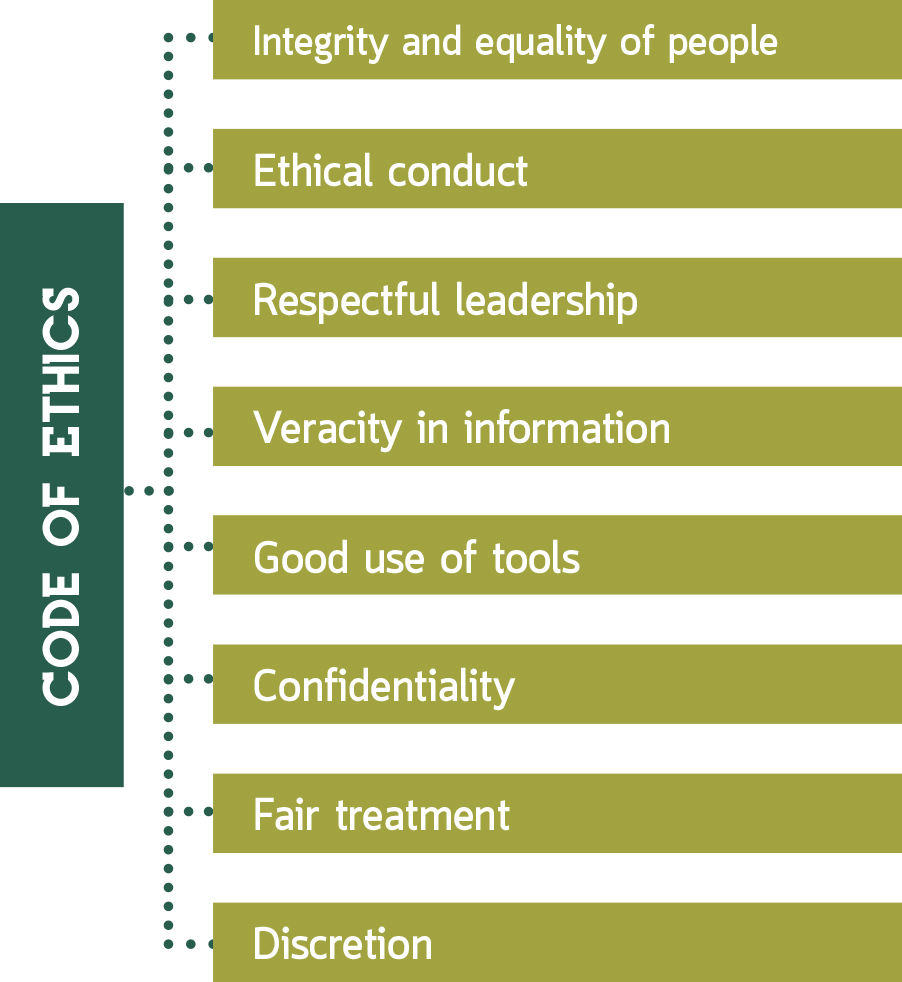 CODE OF ETHICS
Integrity and equality of people
Ethical conduct
Respectful leadership
Veracity in information
Good use of tools
Confidentiality
Fair treatment
Discretion